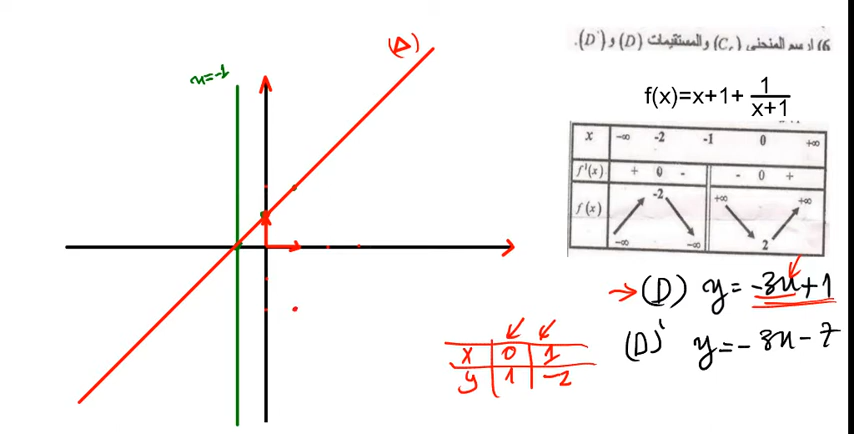 (Δ)
x=-1
6) ارسم المنحنى (Cf) والمستقيمات (D) و (D').
f(x)=x+1+ 1/(x+1)
x −∞ -2 -1 0 +∞
f'(x) + 0 - - 0 +
-2 +∞ +∞
f(x)
−∞ −∞ 2
→(D) y = -3x+1
(D)' y = -3x-7
x 0 1
y 1 -2